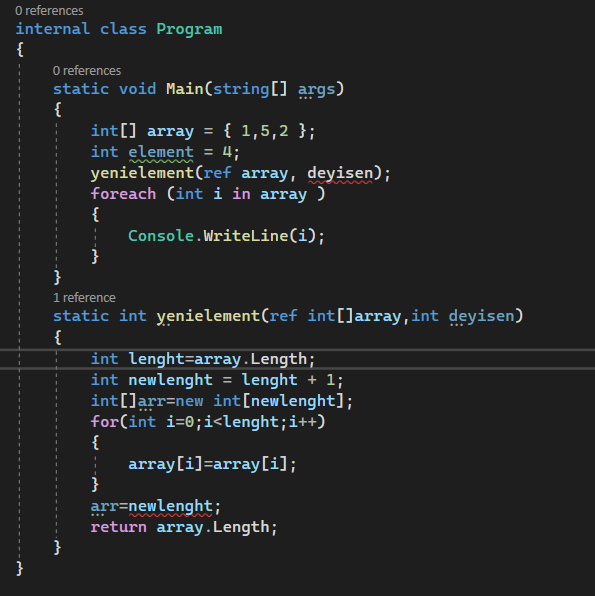 0 references
internal class Program
{
0 references
static void Main(string[] args)
{
int[] array = { 1,5,2 };
int element = 4;
yenielement(ref array, deyisen);
foreach (int i in array )
{
Console.WriteLine(i);
}
}
1 reference
static int yenielement(ref int[]array,int deyisen)
{
int lenght=array.Length;
int newlenght = lenght + 1;
int[]arr=new int[newlenght];
for(int i=0;i<lenght;i++)
{
array[i]=array[i];
}
arr=newlenght;
return array.Length;
}
}